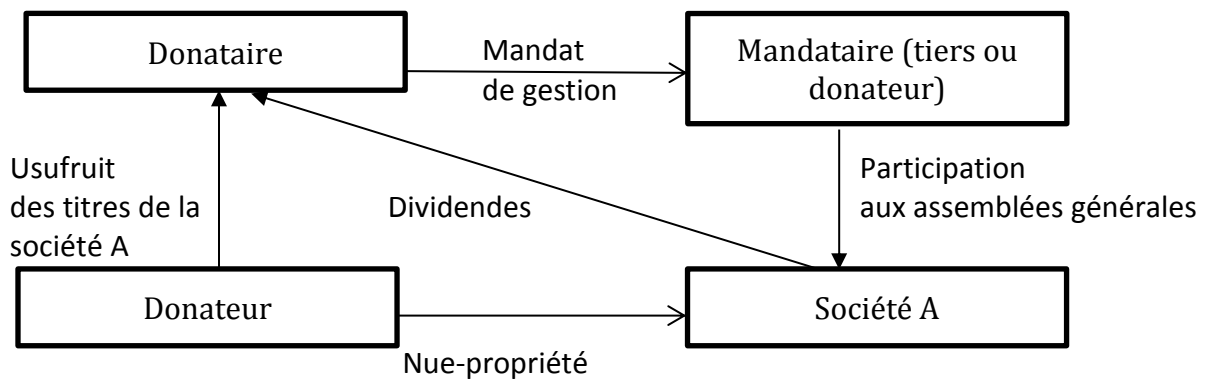 Donataire
Mandat
de gestion
Mandataire (tiers ou
donateur)
Usufruit
des titres de la
société A
Dividendes
Participation
aux assemblées générales
Donateur
Société A
Nue-propriété